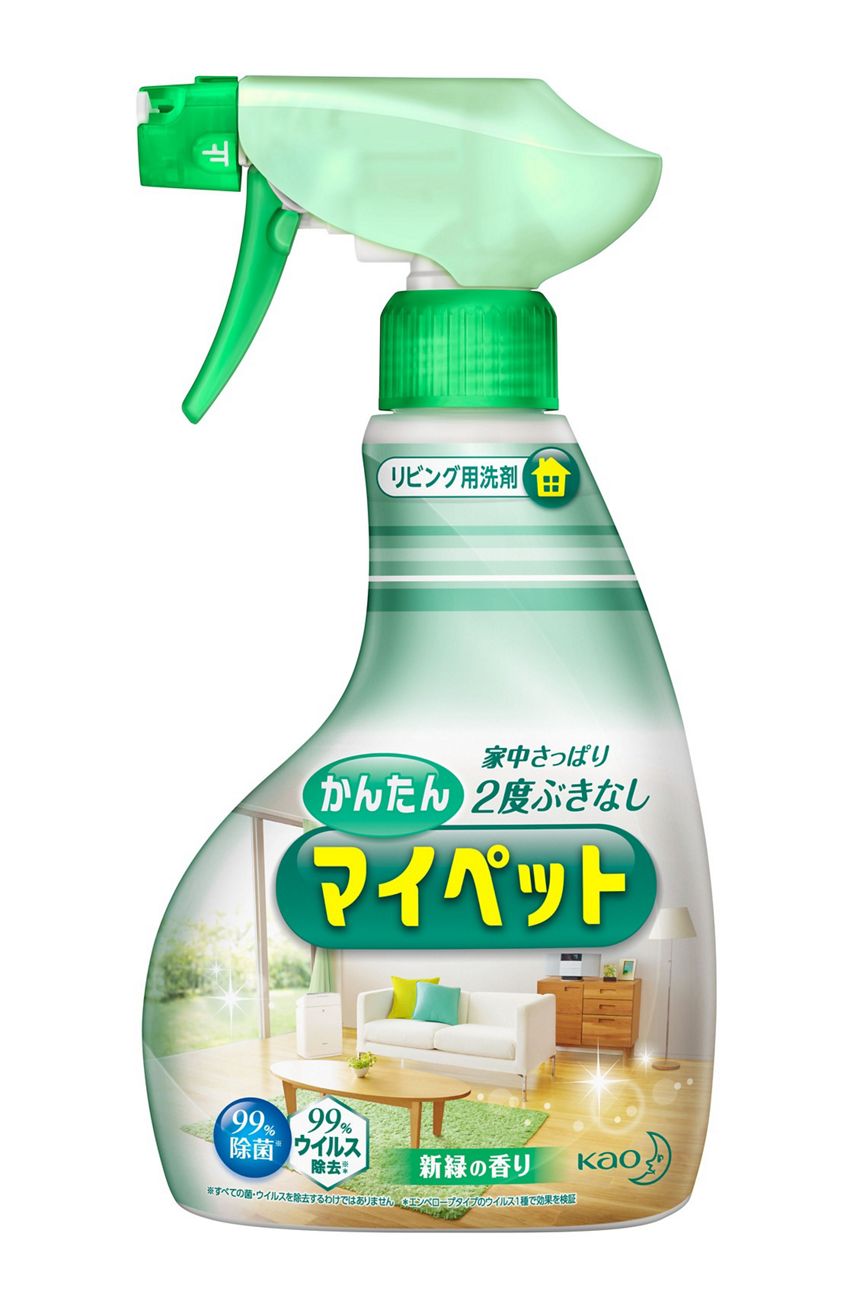 止
リビング用洗剤
家中さっぱり
かんたん 2度ぶきなし
マイペット
99%
除菌※
99%
ウイルス
除去※*
新緑の香り
Kao
※すべての菌・ウイルスを除去するわけではありません *エンベロープタイプのウイルス1種で効果を検証